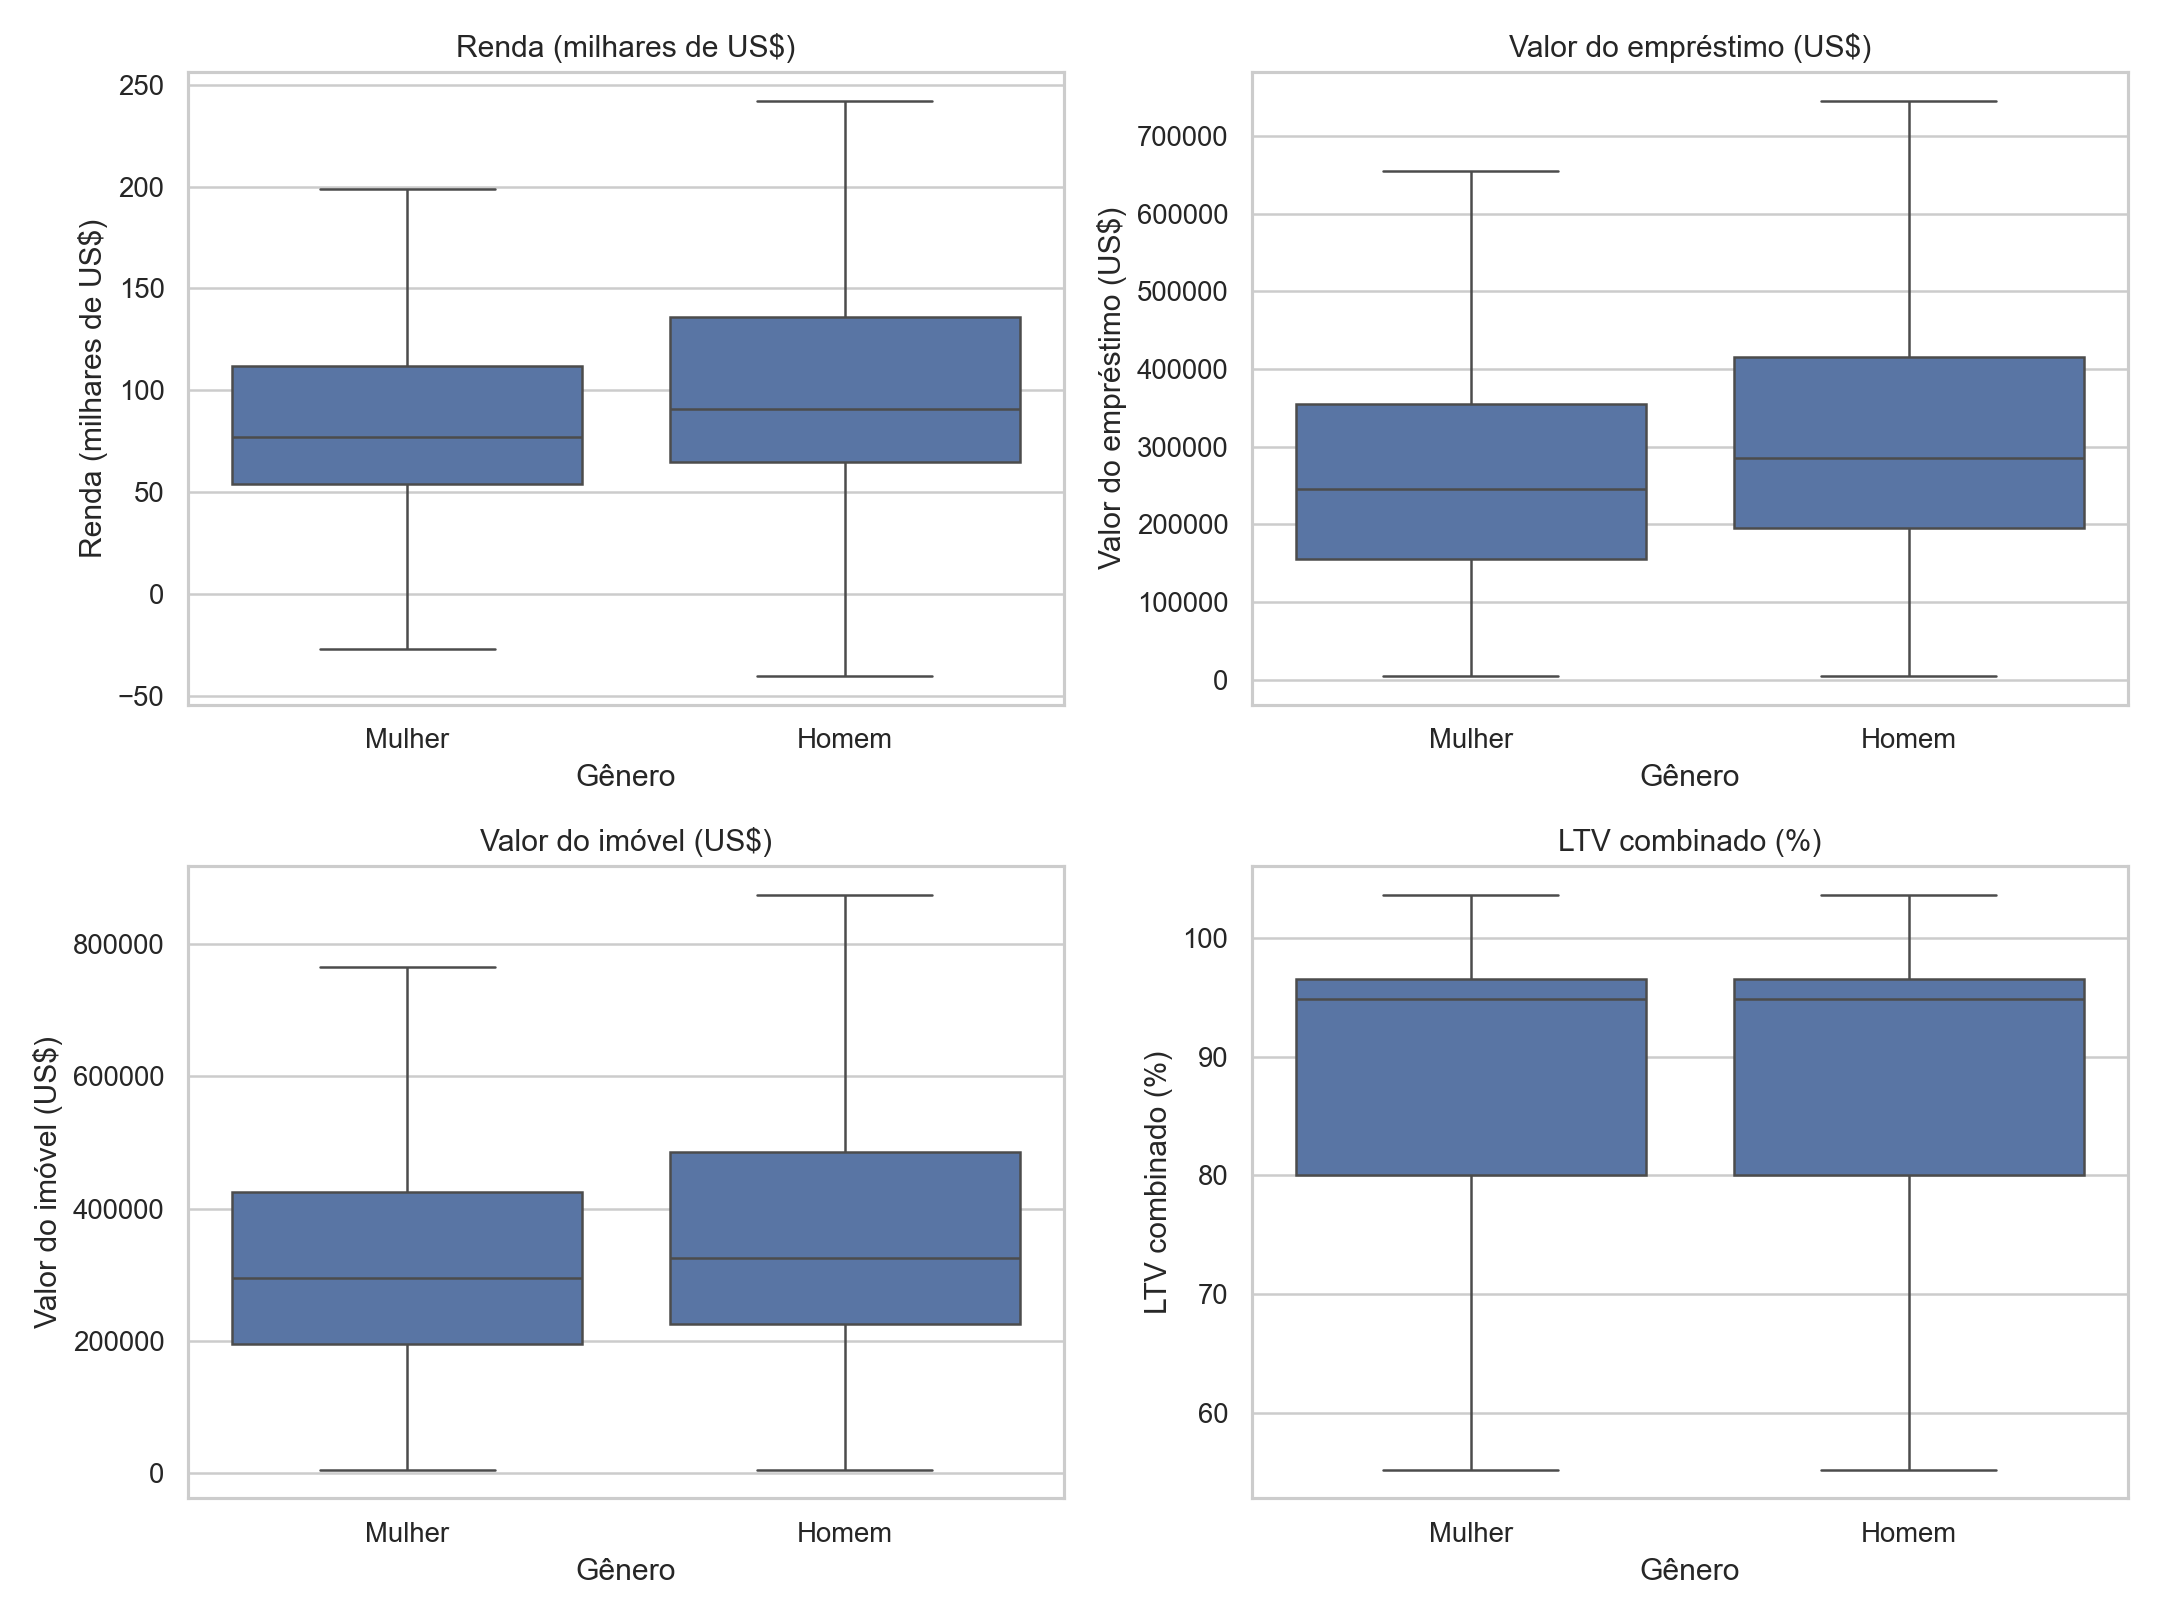 Renda (milhares de US$)
Renda (milhares de US$)
250
200
150
100
50
0
−50
Mulher
Homem
Gênero
Valor do empréstimo (US$)
Valor do empréstimo (US$)
700000
600000
500000
400000
300000
200000
100000
0
Mulher
Homem
Gênero
Valor do imóvel (US$)
Valor do imóvel (US$)
800000
600000
400000
200000
0
Mulher
Homem
Gênero
LTV combinado (%)
LTV combinado (%)
100
90
80
70
60
Mulher
Homem
Gênero